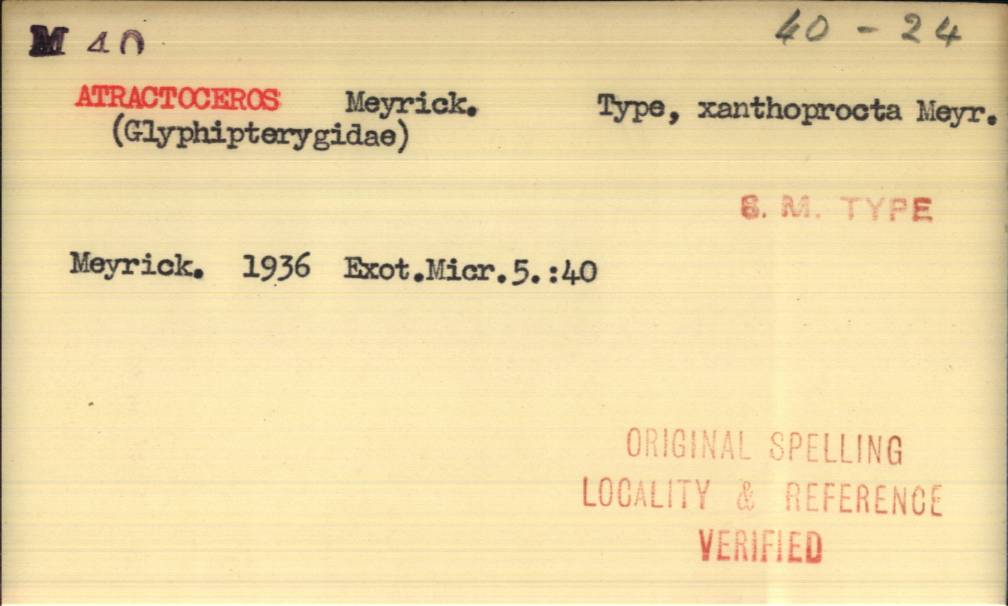 M 40
40 - 24
ATRACTOCEROS Meyrick. Type, xanthoprocta Meyr.
(Glyphipterygidae)
B. M. TYPE
Meyrick. 1936 Exot.Micr.5.:40
ORIGINAL SPELLING
LOCALITY & REFERENCE
VERIFIED